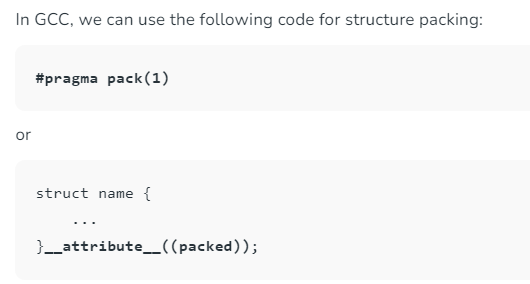 In GCC, we can use the following code for structure packing:
#pragma pack(1)
or
struct name {
    ...
}__attribute__((packed));